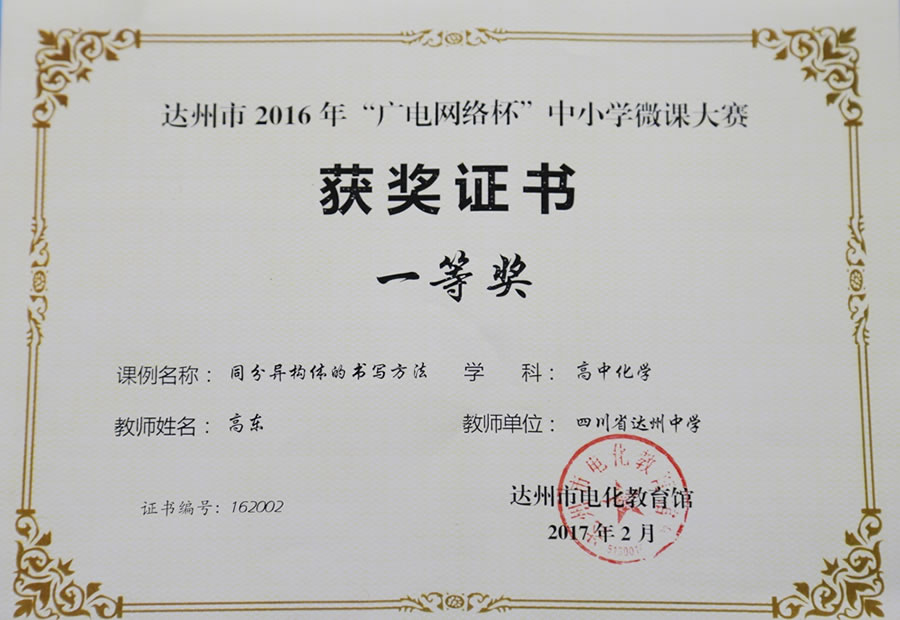 达州市 2016 年“广电网络杯”中小学微课大赛
获奖证书
一等奖
课例名称：同分异构体的书写方法 学 科：高中化学
教师姓名：高东 教师单位：四川省达州中学
达州市电化教育馆
证书编号：162002
2017 年 2 月